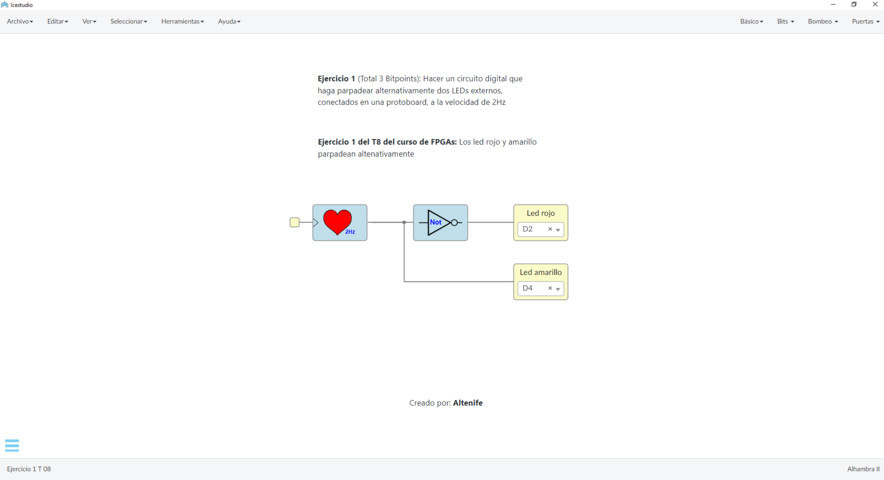 Icestudio
Archivo Editar Ver Seleccionar Herramientas Ayuda Básico Bits Bombeo Puertas
Ejercicio 1 (Total 3 Bitpoints): Hacer un circuito digital que
haga parpadear alternativamente dos LEDs externos,
conectados en una protoboard, a la velocidad de 2Hz
Ejercicio 1 del T8 del curso de FPGAs: Los led rojo y amarillo
parpadean altenativamente
2Hz
Not
Led rojo
D2
Led amarillo
D4
Creado por: Altenife
Ejercicio 1 T 08
Alhambra II